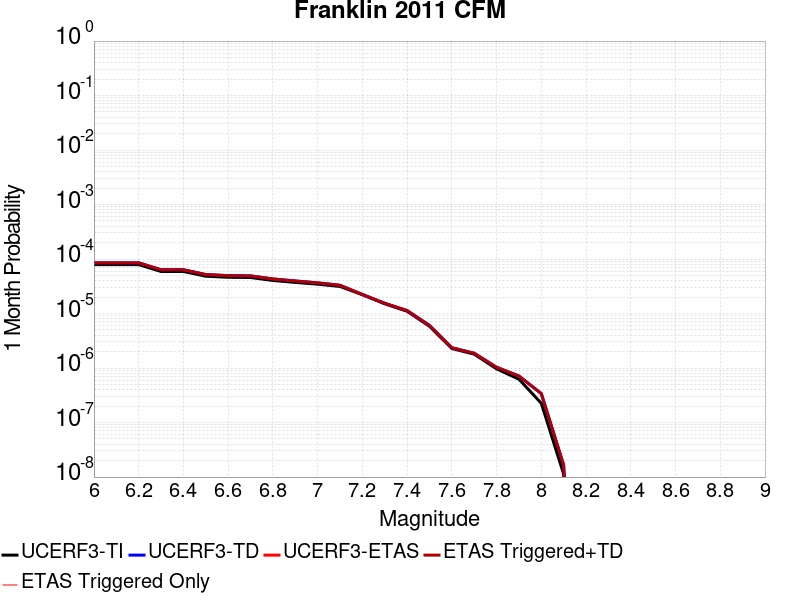 Franklin 2011 CFM
1 Month Probability
10^0
10^-1
10^-2
10^-3
10^-4
10^-5
10^-6
10^-7
10^-8
6 6.2 6.4 6.6 6.8 7 7.2 7.4 7.6 7.8 8 8.2 8.4 8.6 8.8 9
Magnitude
UCERF3-TI UCERF3-TD UCERF3-ETAS ETAS Triggered+TD
ETAS Triggered Only